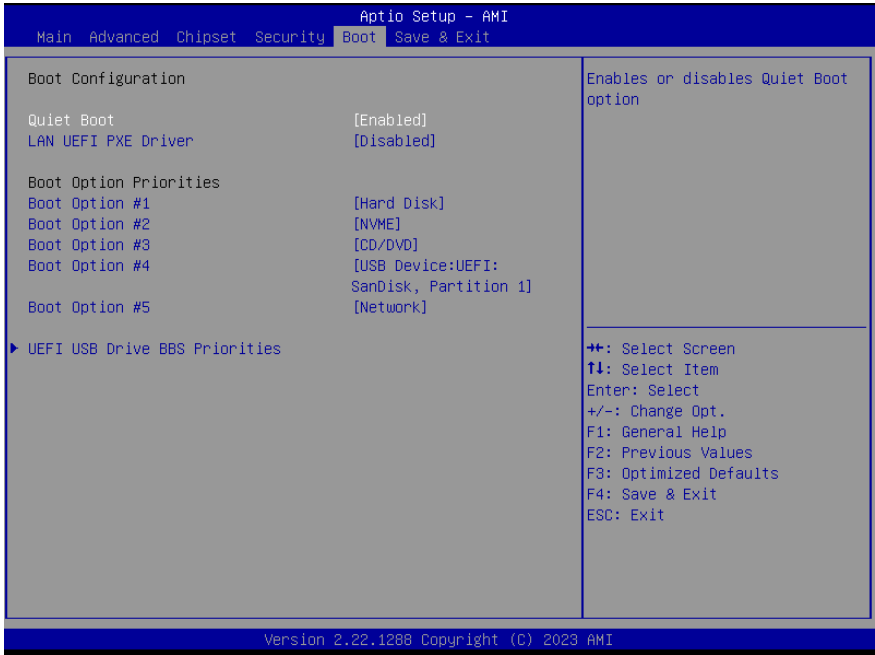 Aptio Setup – AMI
Main Advanced Chipset Security Boot Save & Exit
Boot Configuration
Quiet Boot [Enabled]
LAN UEFI PXE Driver [Disabled]
Boot Option Priorities
Boot Option #1 [Hard Disk]
Boot Option #2 [NVME]
Boot Option #3 [CD/DVD]
Boot Option #4 [USB Device:UEFI:
SanDisk, Partition 1]
Boot Option #5 [Network]
UEFI USB Drive BBS Priorities
Enables or disables Quiet Boot
option
→←: Select Screen
↑↓: Select Item
Enter: Select
+/-: Change Opt.
F1: General Help
F2: Previous Values
F3: Optimized Defaults
F4: Save & Exit
ESC: Exit
Version 2.22.1288 Copyright (C) 2023 AMI